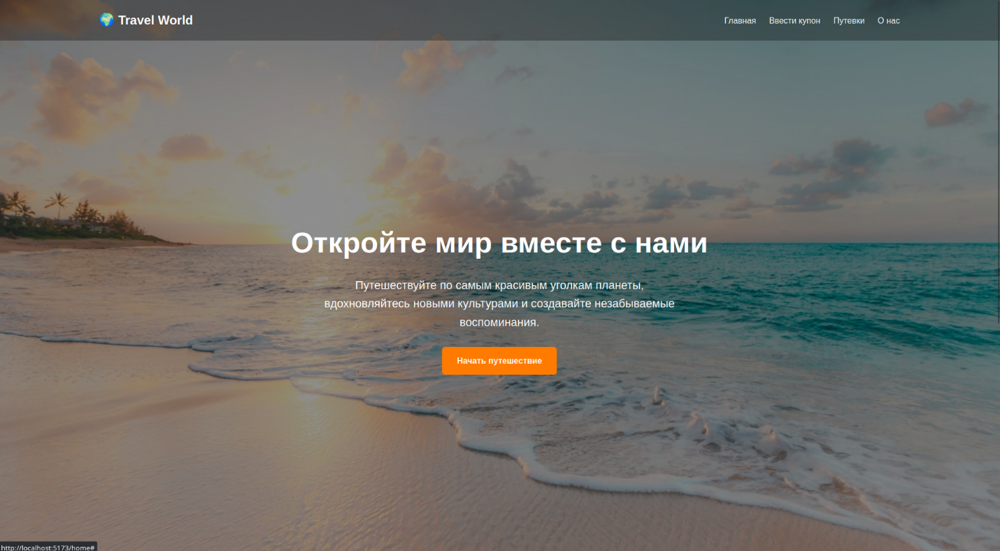 🌍 Travel World
Главная Ввести купон Путевки О нас
Откройте мир вместе с нами
Путешествуйте по самым красивым уголкам планеты,
вдохновляйтесь новыми культурами и создавайте незабываемые
воспоминания.
Начать путешествие
http://localhost:5173/home#